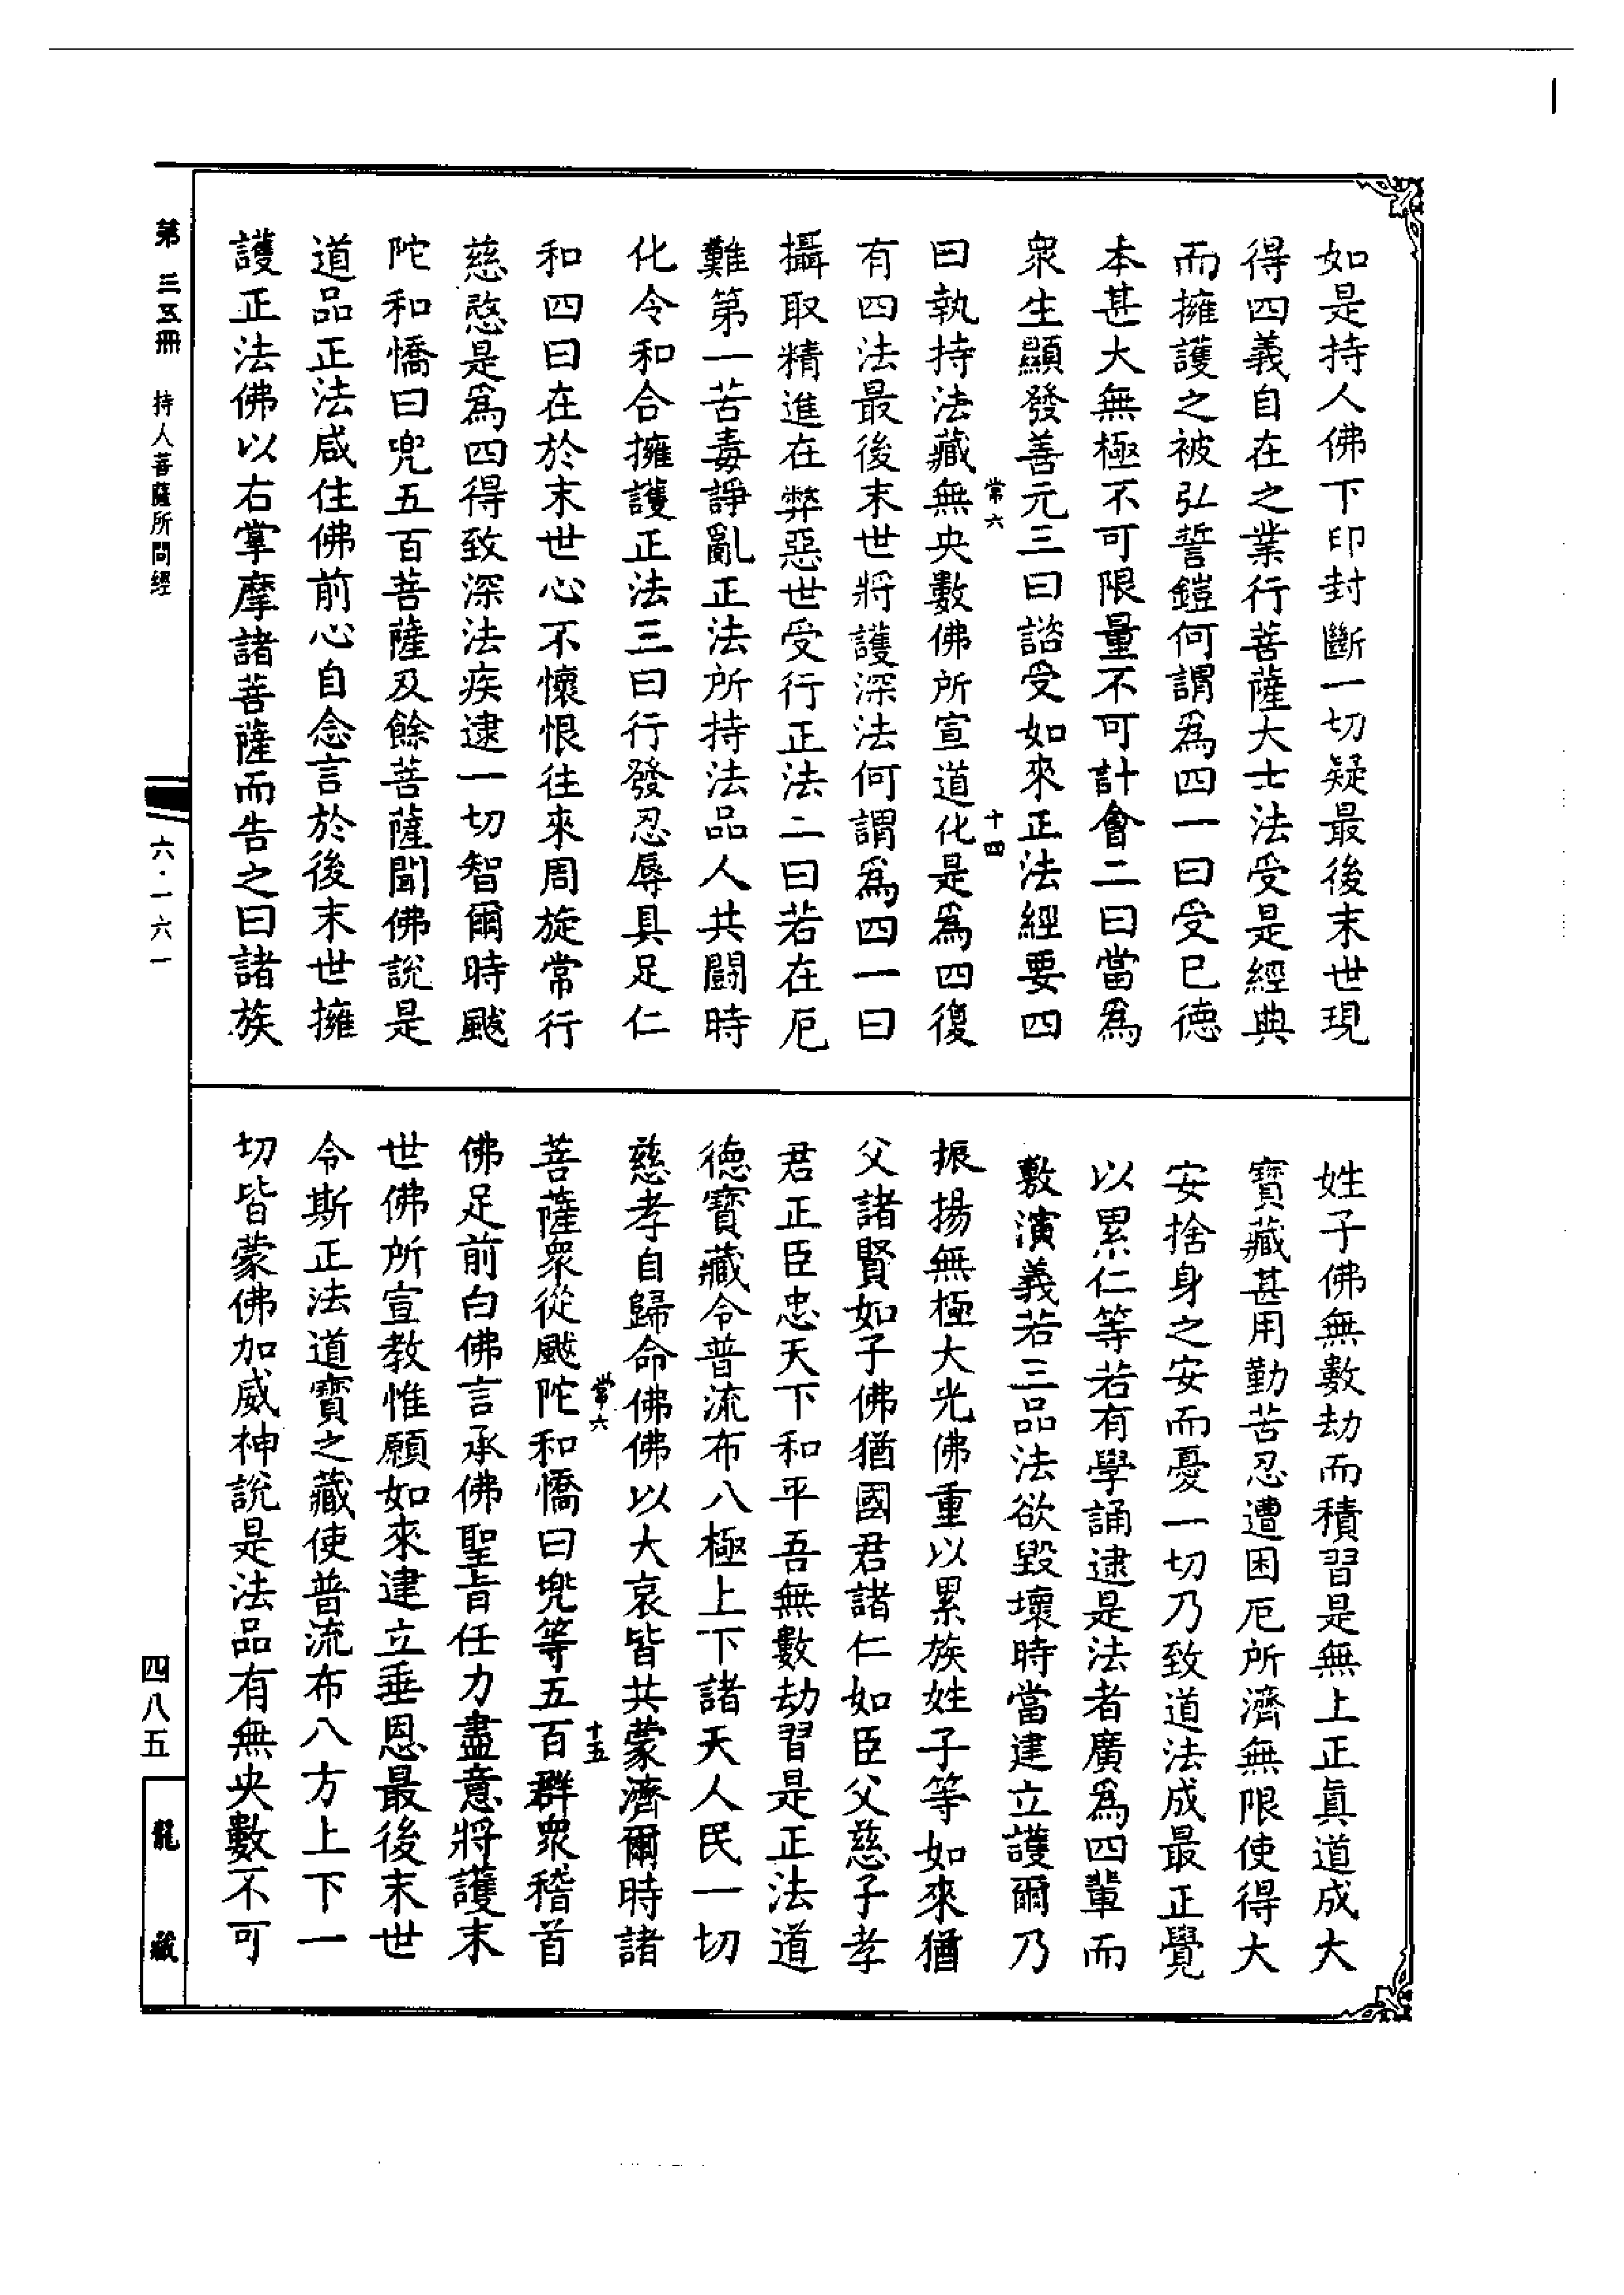 如是持人佛下印封斷一切疑最後末世現
得四義自在之業行菩薩大士法受是經典
而擁護之被弘誓鎧何謂爲四一曰受已德
本甚大無極不可限量不可計會二曰當爲
衆生顯發善元三曰諮受如來正法經要四
曰執持法藏無央數佛所宣道化是爲四復
常六
十四
有四法最後末世將護深法何謂爲四一曰
攝取精進在弊惡世受行正法二曰若在厄
難第一苦毒諍亂正法所持法品人共鬪時
化令和合擁護正法三曰行發忍辱具足仁
和四曰在於末世心不懷恨往來周旋常行
慈愍是爲四得致深法疾逮一切智爾時颰
陀和憍曰兜五百菩薩及餘菩薩聞佛說是
道品正法咸住佛前心自念言於後末世擁
護正法佛以右掌摩諸菩薩而告之曰諸族
姓子佛無數劫而積習是無上正眞道成大
寶藏甚用勤苦忍遭困厄所濟無限使得大
安捨身之安而憂一切乃致道法成最正覺
以累仁等若有學誦逮是法者廣爲四輩而
敷演義若三品法欲毀壞時當建立護爾乃
振揚無極大光佛重以累族姓子等如來猶
父諸賢如子佛猶國君諸仁如臣父慈子孝
君正臣忠天下和平吾無數劫習是正法道
德寶藏令普流布八極上下諸天人民一切
慈孝自歸命佛佛以大哀皆共蒙濟爾時諸
常六
十五
菩薩衆從颰陀和憍曰兜等五百群衆稽首
佛足前白佛言承佛聖旨任力盡意將護末
世佛所宣教惟願如來建立垂恩最後末世
令斯正法道寶之藏使普流布八方上下一
切皆蒙佛加威神說是法品有無央數不可
第三五冊
持人菩薩所問經
六·一六一
四八五
龍藏